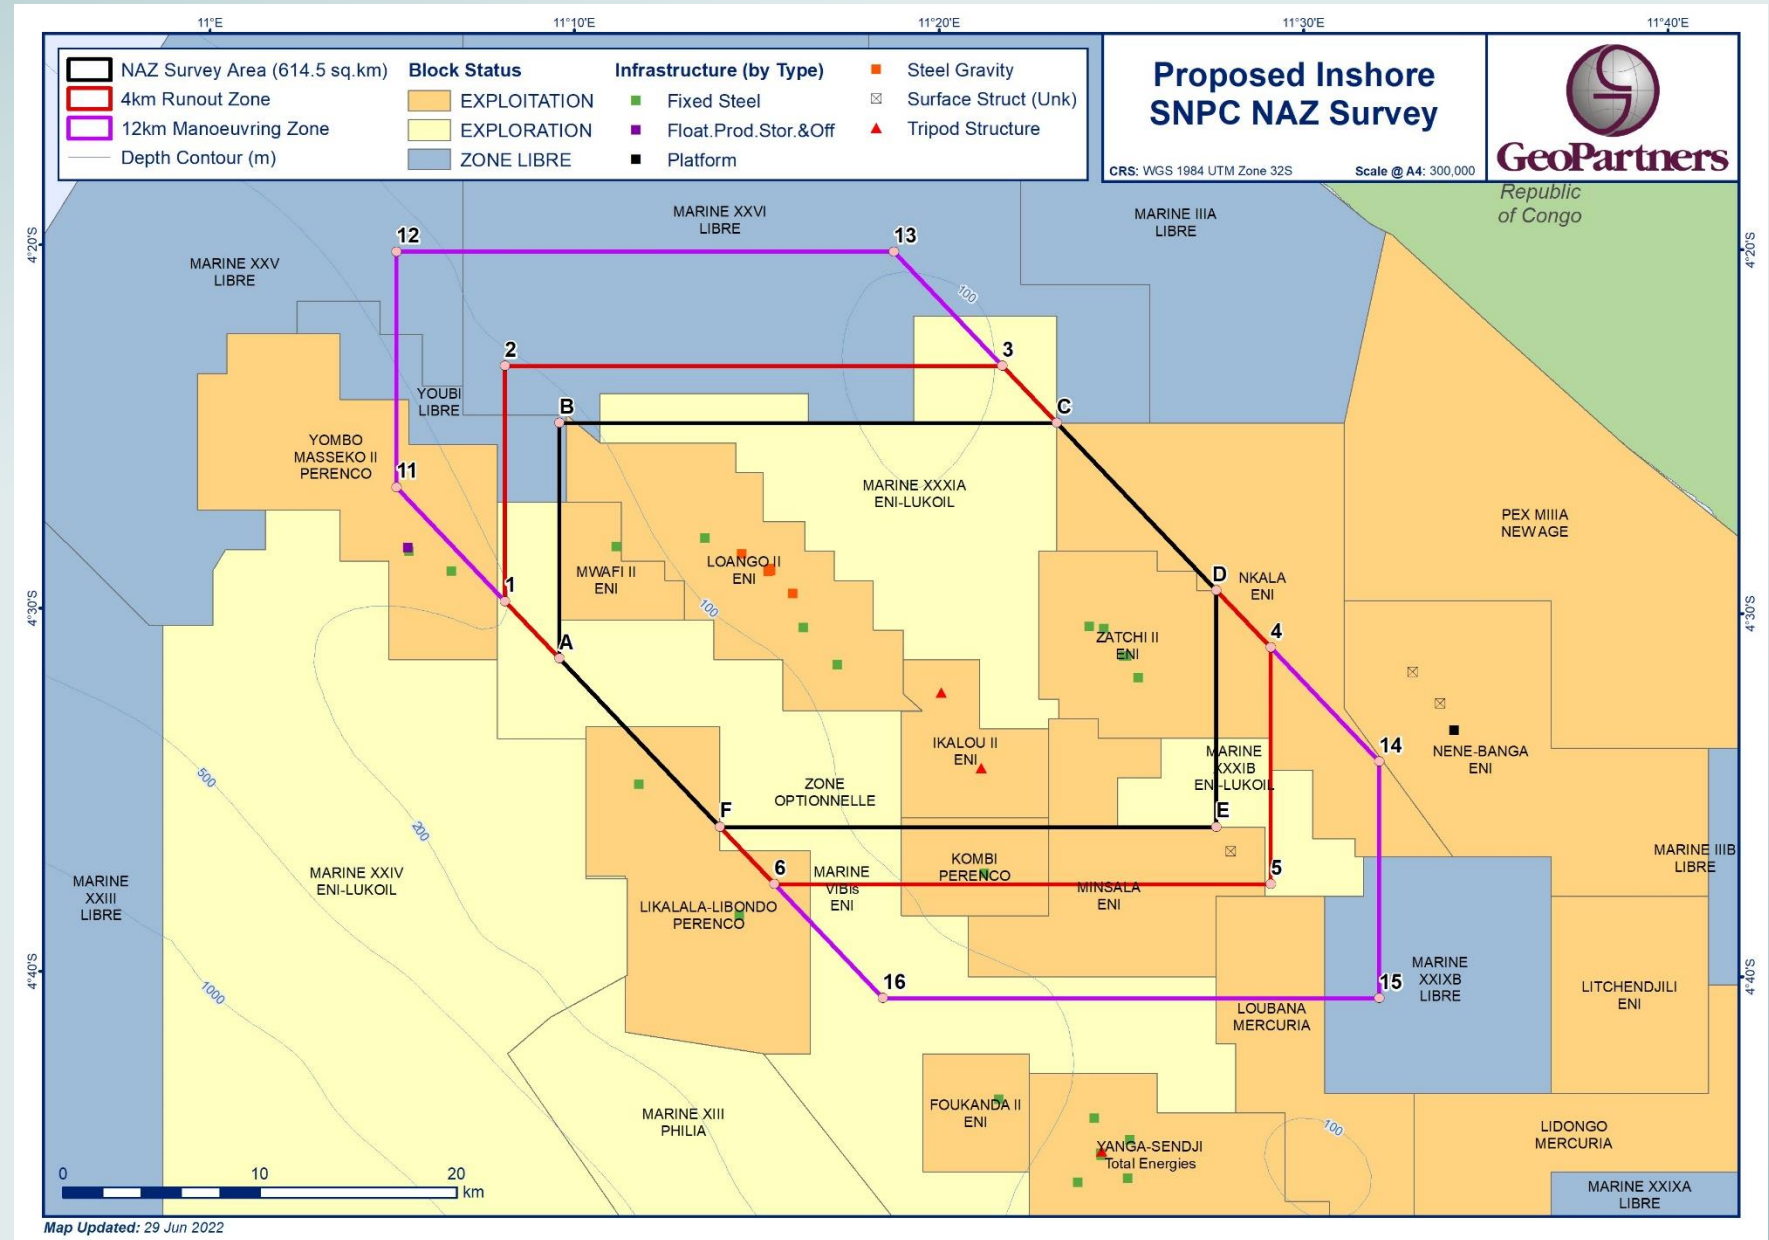 11°E
11°10'E
11°20'E
11°30'E
11°40'E
NAZ Survey Area (614.5 sq.km)
4km Runout Zone
12km Manoeuvring Zone
Depth Contour (m)
Block Status
EXPLOITATION
EXPLORATION
ZONE LIBRE
Infrastructure (by Type)
Fixed Steel
Float.Prod.Stor.&Off
Platform
Steel Gravity
Surface Struct (Unk)
Tripod Structure
Proposed Inshore
SNPC NAZ Survey
CRS: WGS 1984 UTM Zone 32S
Scale @ A4: 300,000
GeoPartners
Republic
of Congo
4°20'S
4°20'S
MARINE XXVI
LIBRE
MARINE IIIA
LIBRE
MARINE XXV
LIBRE
12
13
100
2
3
YOUBI
LIBRE
B
C
YOMBO
MASSEKO II
PERENCO
11
MARINE XXXIA
ENI-LUKOIL
PEX MIIIA
NEWAGE
LOANGO II
ENI
MWAFI II
ENI
D
NKALA
ENI
1
100
4°30'S
4°30'S
A
4
ZATCHI II
ENI
IKALOU II
ENI
MARINE
XXXIB
ENI-LUKOIL
14
NENE-BANGA
ENI
500
200
ZONE
OPTIONNELLE
F
E
MARINE IIIB
LIBRE
MARINE
XXIII
LIBRE
MARINE XXIV
ENI-LUKOIL
6
MARINE
VIBis
ENI
KOMBI
PERENCO
5
MINSALA
ENI
LIKALALA-LIBONDO
PERENCO
4°40'S
4°40'S
1000
16
15
MARINE
XXIXB
LIBRE
LITCHENDJILI
ENI
LOUBANA
MERCURIA
FOUKANDA II
ENI
MARINE XIII
PHILIA
100
LIDONGO
MERCURIA
YANGA-SENDJI
Total Energies
MARINE XXIXA
LIBRE
0
10
20
km
Map Updated: 29 Jun 2022